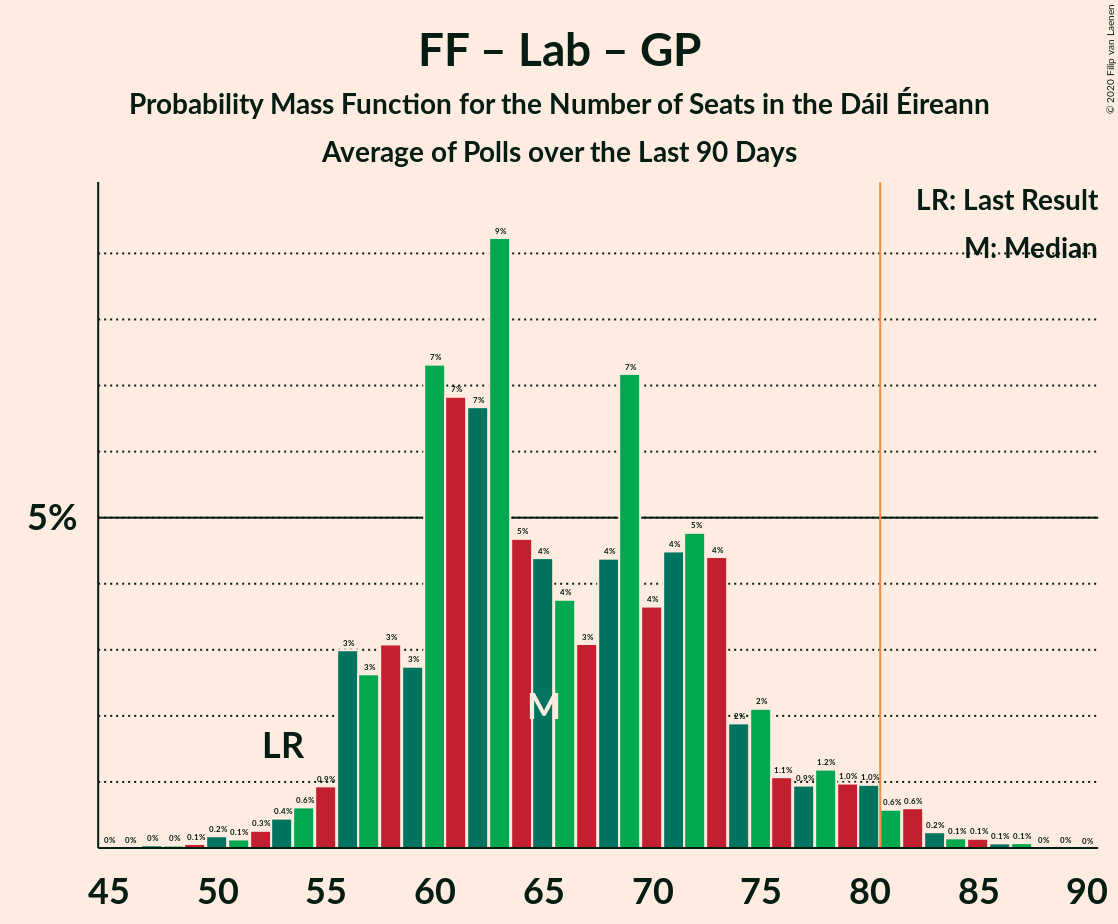 FF – Lab – GP
Probability Mass Function for the Number of Seats in the Dáil Éireann
Average of Polls over the Last 90 Days
© 2020 Filip van Laenen
LR: Last Result
M: Median
5%
0% 0% 0% 0% 0.1% 0.2% 0.1% 0.3% 0.4% 0.6% 0.9% 3% 3% 3% 3% 7% 7% 7% 9% 5% 4% 4% 3% 4% 7% 4% 4% 5% 4% 2% 2% 1.1% 0.9% 1.2% 1.0% 1.0% 0.6% 0.6% 0.2% 0.1% 0.1% 0.1% 0.1% 0% 0% 0%
M
LR
45 50 55 60 65 70 75 80 85 90